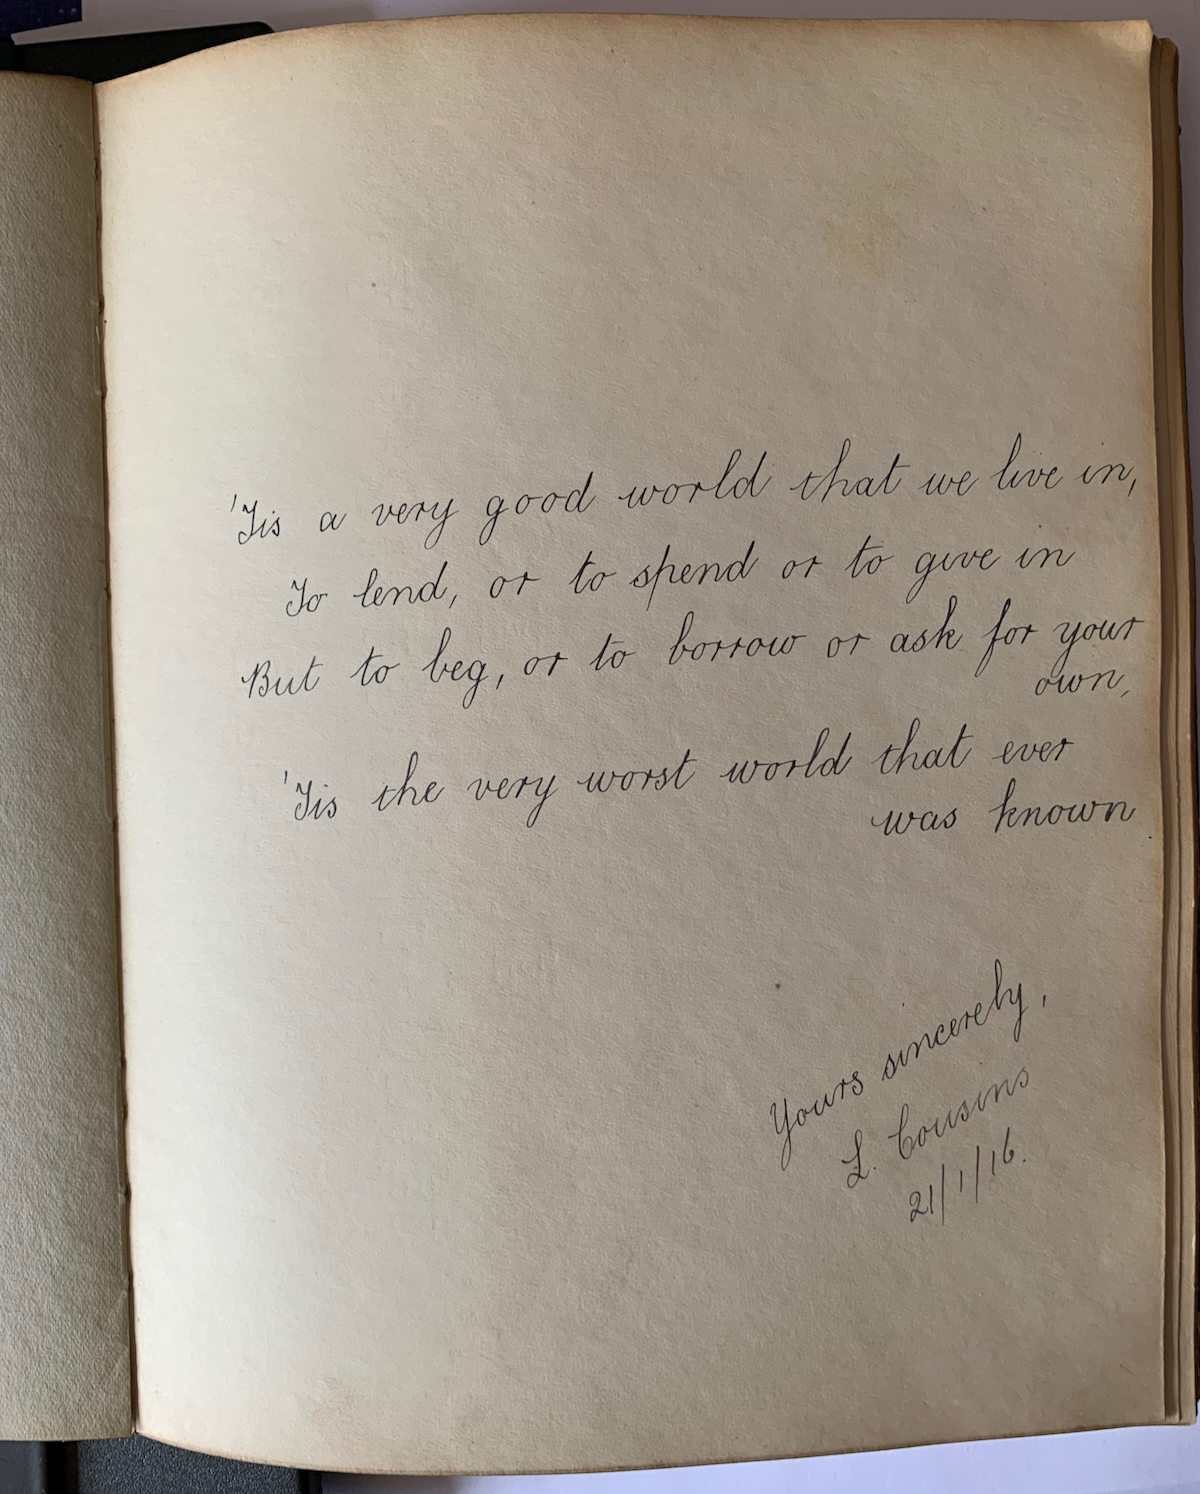 'Tis a very good world that we live in,
To lend, or to spend or to give in
But to beg, or to borrow or ask for your
own,
'Tis the very worst world that ever
was known
Yours sincerely,
L. Cousins
21/1/16.